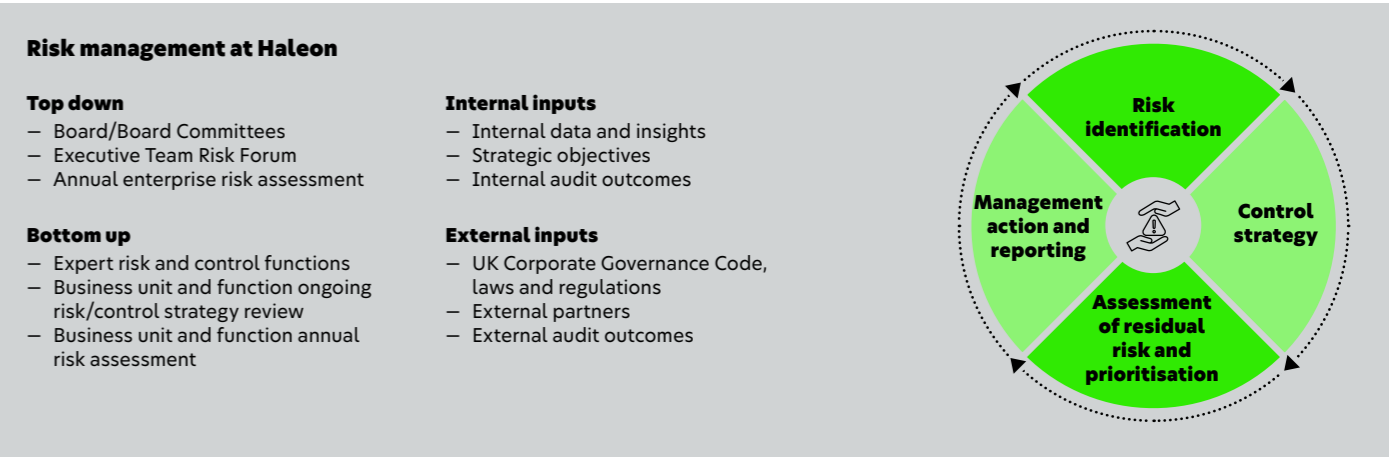 Risk management at Haleon
Top down
— Board/Board Committees
— Executive Team Risk Forum
— Annual enterprise risk assessment
Bottom up
— Expert risk and control functions
— Business unit and function ongoing
risk/control strategy review
— Business unit and function annual
risk assessment
Internal inputs
— Internal data and insights
— Strategic objectives
— Internal audit outcomes
External inputs
— UK Corporate Governance Code,
laws and regulations
— External partners
— External audit outcomes
Risk
identification
Control
strategy
Assessment
of residual
risk and
prioritisation
Management
action and
reporting